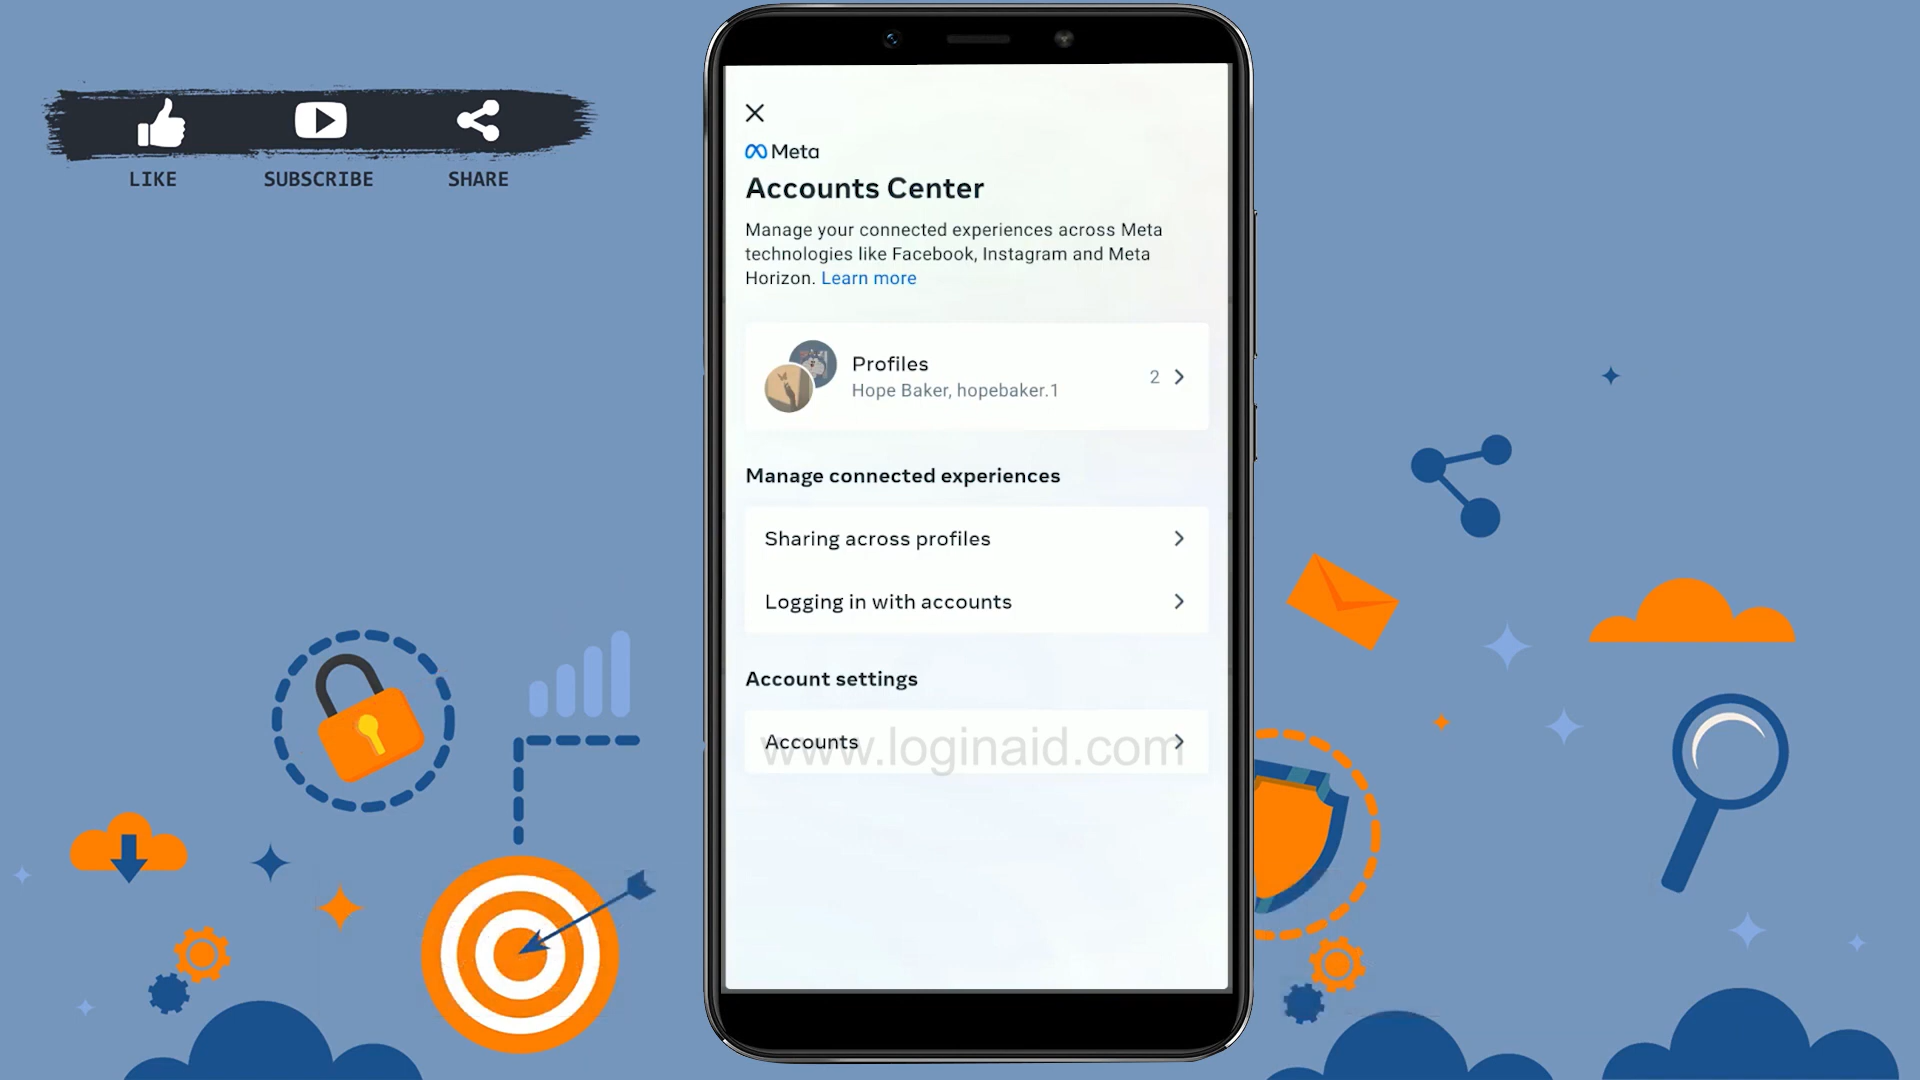 LIKE
SUBSCRIBE
SHARE
Meta
Accounts Center
Manage your connected experiences across Meta
technologies like Facebook, Instagram and Meta
Horizon. Learn more
Profiles
Hope Baker, hopebaker.1
2
Manage connected experiences
Sharing across profiles
Logging in with accounts
Account settings
Accounts
www.loginaid.com